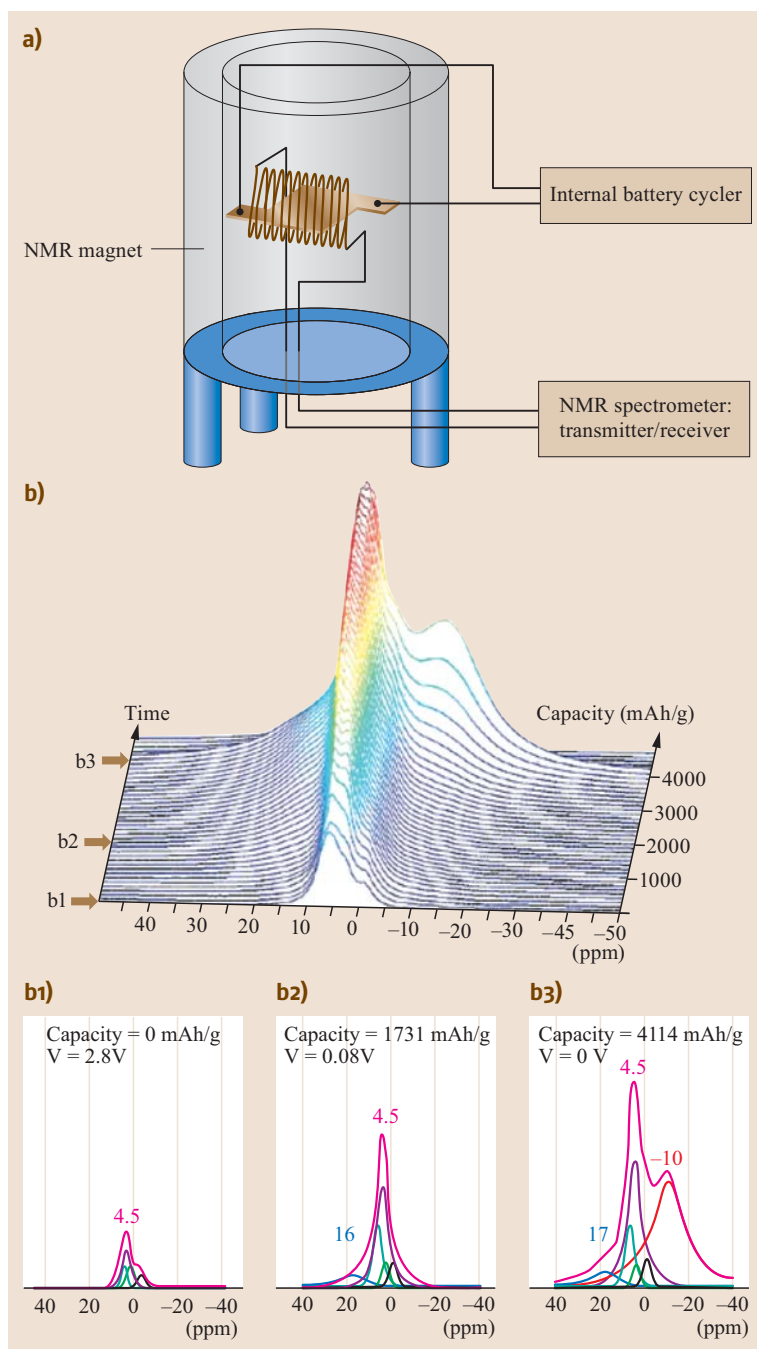 a)
Internal battery cycler
NMR magnet
NMR spectrometer:
transmitter/receiver
b)
Time
Capacity (mAh/g)
b3
4000
3000
b2
2000
1000
b1
40 30 20 10 0 –10 –20 –30 –45 –50
(ppm)
b1)
Capacity = 0 mAh/g
V = 2.8V
4.5
40 20 0 –20 –40
(ppm)
b2)
Capacity = 1731 mAh/g
V = 0.08V
4.5
16
40 20 0 –20 –40
(ppm)
b3)
Capacity = 4114 mAh/g
V = 0 V
4.5
–10
17
40 20 0 –20 –40
(ppm)